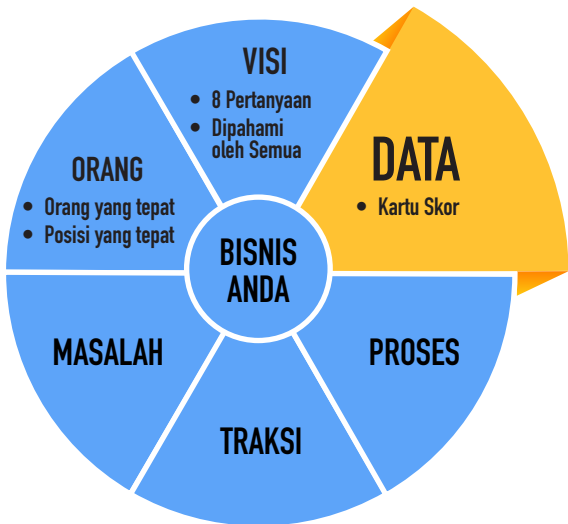 VISI
• 8 Pertanyaan
• Dipahami
oleh Semua
DATA
• Kartu Skor
ORANG
• Orang yang tepat
• Posisi yang tepat
BISNIS
ANDA
MASALAH
PROSES
TRAKSI